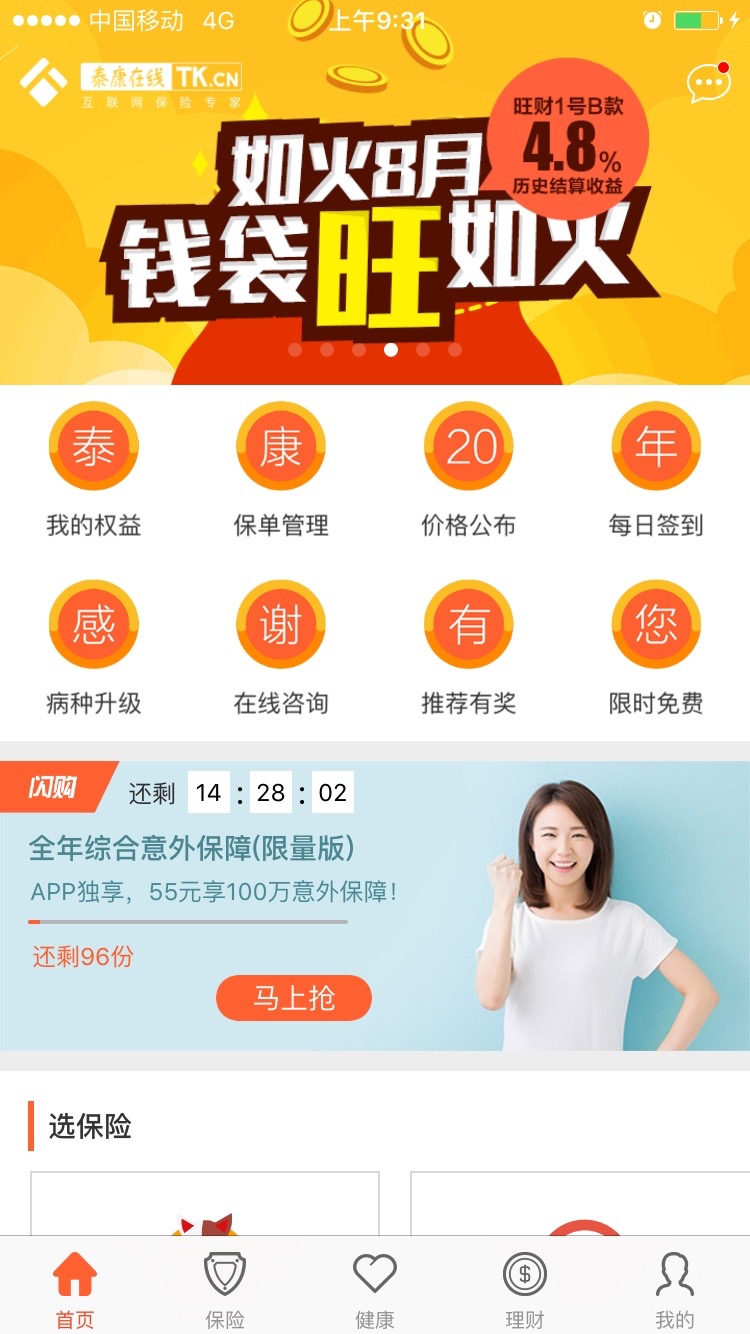 中国移动 4G 上午9:31
泰康在线 TK.CN
互联网保险专家
旺财1号B款
4.8%
历史结算收益
如火8月
钱袋旺如火
泰 康 20 年
我的权益 保单管理 价格公布 每日签到
感 谢 有 您
病种升级 在线咨询 推荐有奖 限时免费
闪购 还剩 14 : 28 : 02
全年综合意外保障(限量版)
APP独享，55元享100万意外保障！
还剩96份
马上抢
选保险
首页 保险 健康 理财 我的